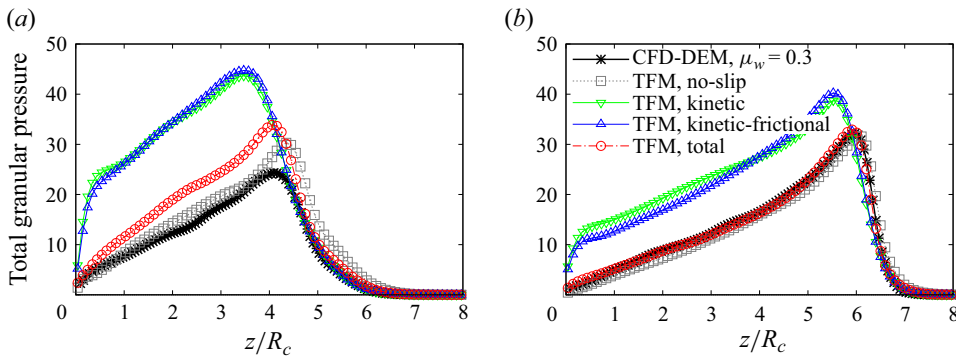 (a)
(b)
50
40
30
20
10
0
1
2
3
4
5
6
7
8
Total granular pressure
z/R_c
50
40
30
20
10
0
1
2
3
4
5
6
7
8
z/R_c
CFD-DEM, μ_w = 0.3
TFM, no-slip
TFM, kinetic
TFM, kinetic-frictional
TFM, total